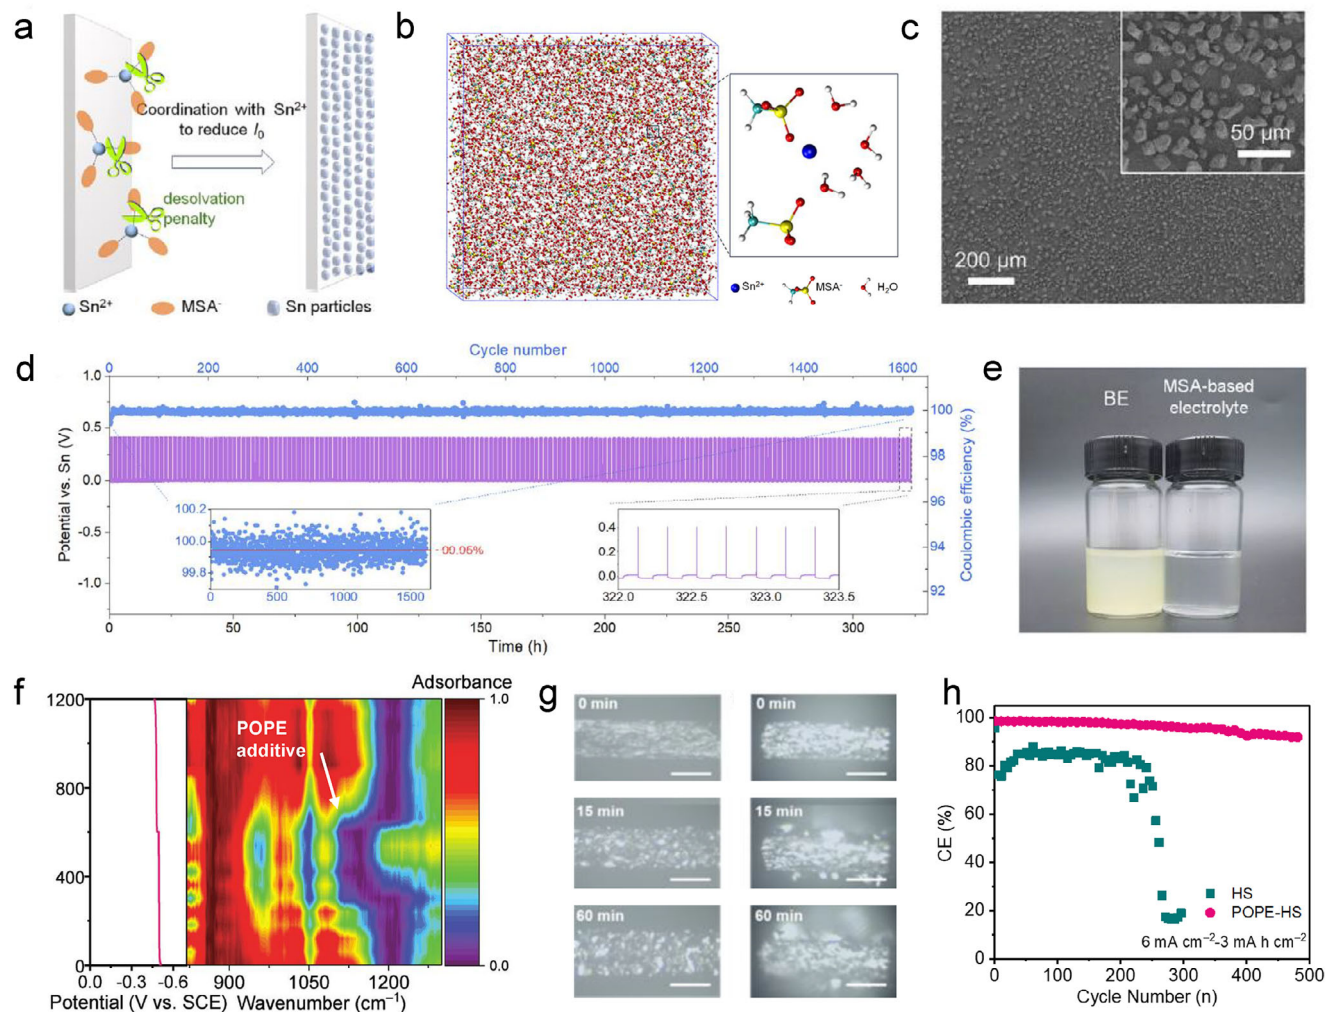 a
Coordination with Sn²⁺
to reduce I₀
desolvation
penalty
Sn²⁺
MSA⁻
Sn particles
b
Sn²⁺
MSA⁻
H₂O
c
50 μm
200 μm
d
Cycle number
0 200 400 600 800 1000 1200 1400 1600
Potential vs. Sn (V)
1.0
0.5
0.0
-0.5
-1.0
100
98
96
94
92
Coulombic efficiency (%)
100.2
100.0
99.8
0 500 1000 1500
0.4
0.2
0.0
322.0 322.5 323.0 323.5
0 50 100 150 200 250 300
Time (h)
e
BE
MSA-based
electrolyte
f
Adsorbance
1200
1000
800
600
400
200
0
POPE
additive
1.0
0.0
0.0 -0.3 -0.6 900 1050 1200
Potential (V vs. SCE) Wavenumber (cm⁻¹)
g
0 min
0 min
15 min
15 min
60 min
60 min
h
CE (%)
100
80
60
40
20
0
HS
POPE-HS
6 mA cm⁻²-3 mA h cm⁻²
0 100 200 300 400 500
Cycle Number (n)